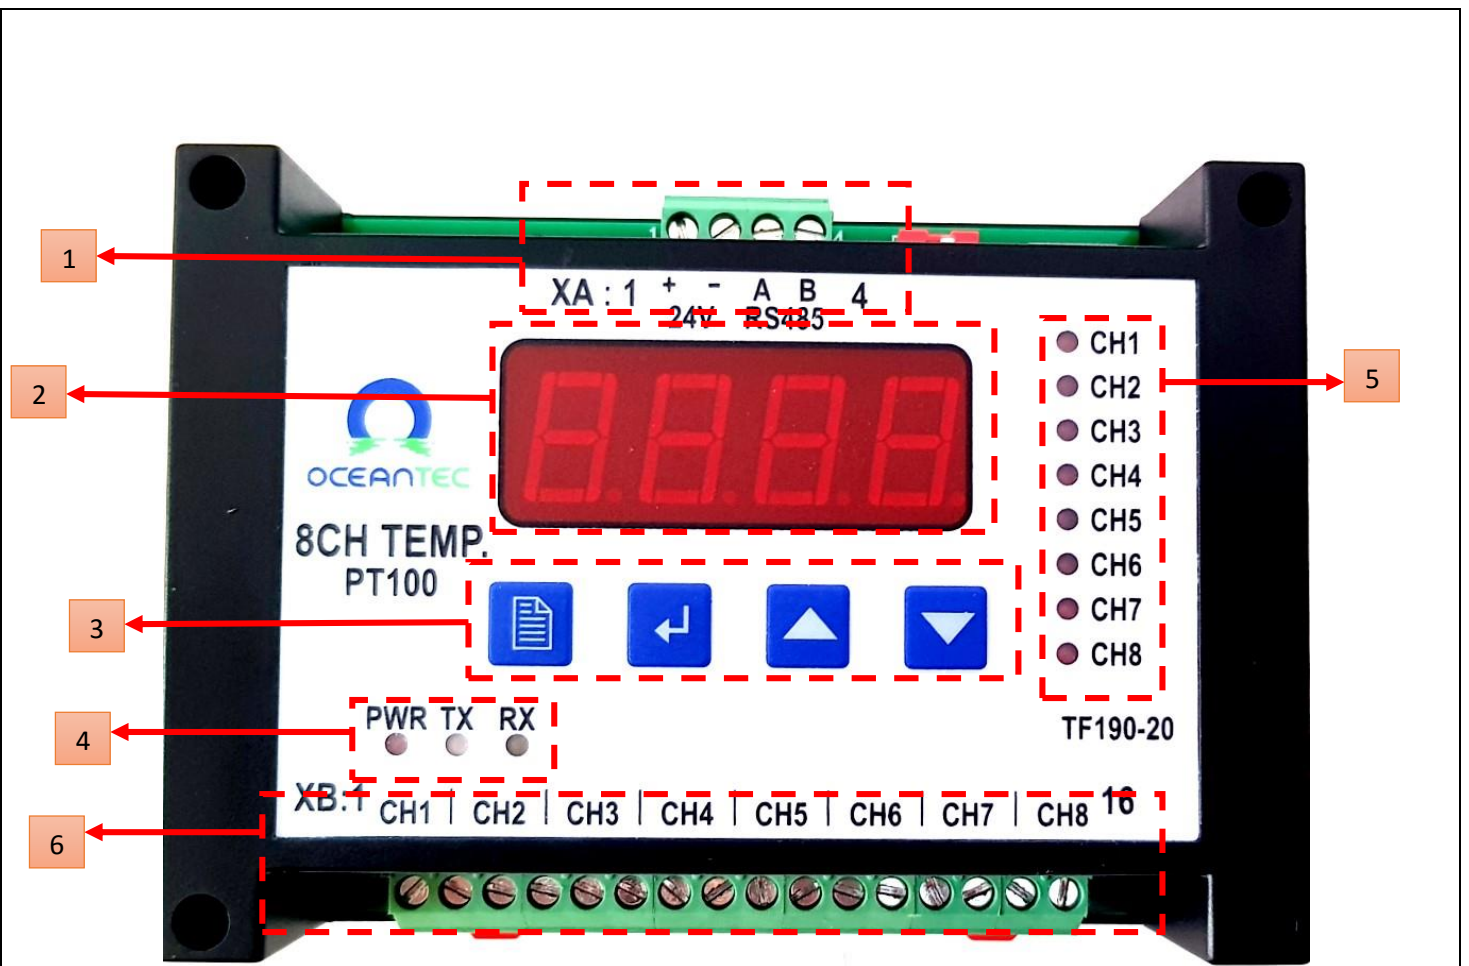 1
XA : 1 + - A B 4
24V RS485
2
OCEANTEC
8CH TEMP.
PT100
CH1
CH2
CH3
CH4
CH5
CH6
CH7
CH8
5
3
4
PWR TX RX
TF190-20
XB:1 CH1 CH2 CH3 CH4 CH5 CH6 CH7 CH8 16
6